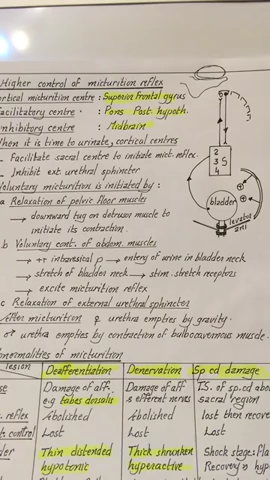 Higher control of micturition reflex
ortical micturition centre : Superior frontal gyrus
facilitatory centre : Pons Post hypoth.
inhibitory centre : Midbrain
When it is time to urinate, cortical centres
Facilitate sacral centre to initiate mict. reflex.
Inhibit ext urethral sphincter
Voluntary micturition is initiated by :
a Relaxation of pelvic floor muscles
→ downward tug on detrusor muscle to
initiate its contraction.
b Voluntary cont. of abdom. muscles
→ ++ intravesical p → entery of urine in bladder neck
→ stretch of bladder neck → stim. stretch receptors
→ excite micturition reflex
c Relaxation of external urethral sphincter
After micturition ♀ urethra empties by gravity.
♂ urethra empties by contraction of bulbocavernous muscle.
bnormalities of micturition
lesion Deafferentiation Denervation Sp cd damage
se Damage of aff. Damage of aff T.S. of sp.cd abo
e.g tabes dorsalis s efferent nerves sacral region
. reflex Abolished Abolished lost then recove
t. control Lost Lost Lost
der Thin distended Thick shrunken Shock stage: fla
hypotonic hyperactive Recovery s hyp
2
3 S
4
bladder
+
+
levator
ani